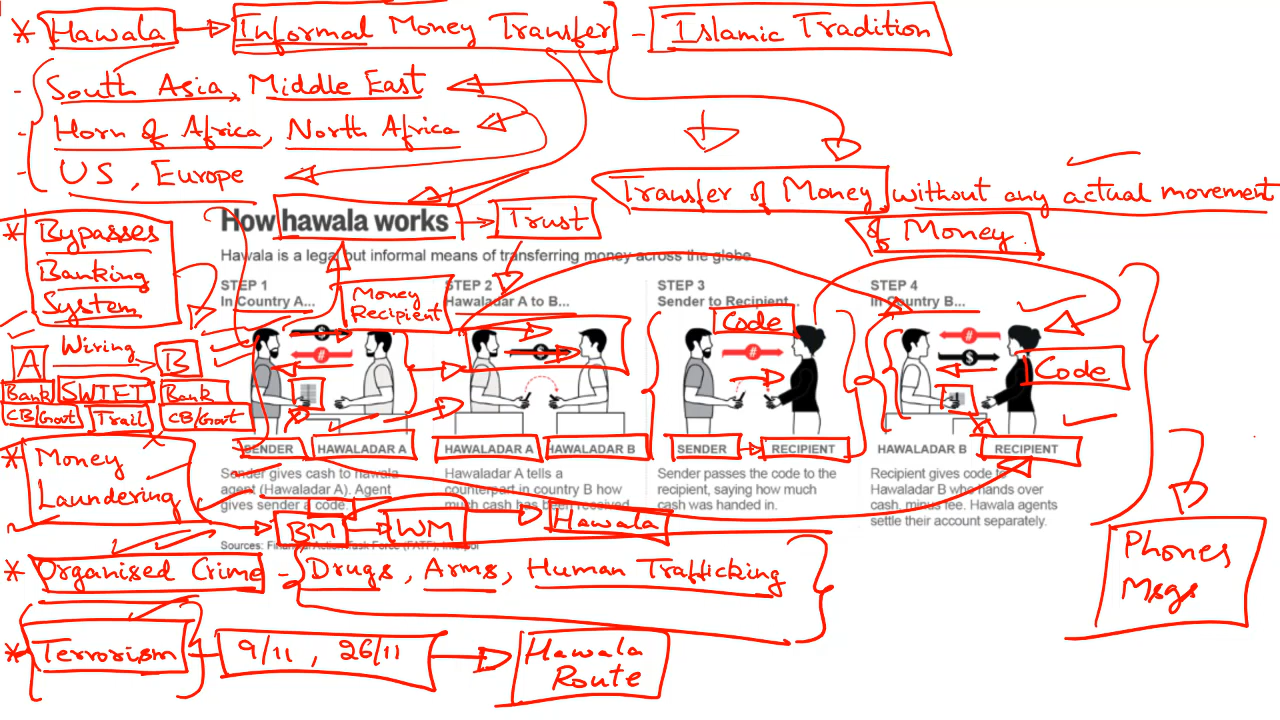 * Hawala → Informal Money Transfer - Islamic Tradition
- South Asia, Middle East
- Horn of Africa, North Africa
- US, Europe
Transfer of Money without any actual movement
of Money.
How hawala works → Trust
Hawala is a legal but informal means of transferring money across the globe
* Bypasses
Banking
System
A Wiring B
Bank SWIFT Bank
CB/Govt Trail CB/Govt
STEP 1
In Country A...
Money
Recipient
$
#
SENDER HAWALADAR A
Sender gives cash to hawala
agent (Hawaladar A). Agent
gives sender a code.
STEP 2
Hawaladar A to B...
$
HAWALADAR A HAWALADAR B
Hawaladar A tells a
counterpart in country B how
much cash has been received
STEP 3
Sender to Recipient...
Code
#
SENDER → RECIPIENT
Sender passes the code to the
recipient, saying how much
cash was handed in.
STEP 4
In Country B...
#
$
Code
HAWALADAR B RECIPIENT
Recipient gives code to
Hawaladar B who hands over
cash, minus fee. Hawala agents
settle their account separately.
* Money
Laundering
BM → WM → Hawala
Phones
Msgs
* Organised Crime - Drugs, Arms, Human Trafficking
* Terrorism - 9/11, 26/11 → Hawala
Route